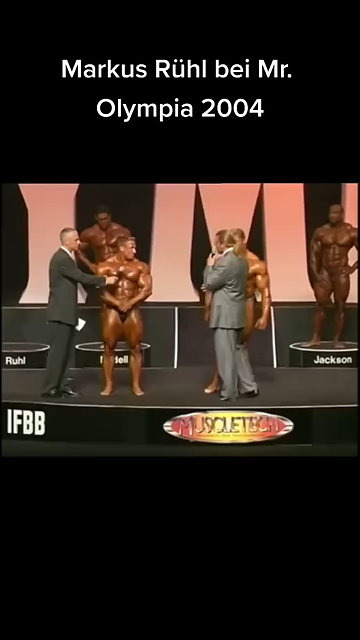 Markus Rühl bei Mr.
Olympia 2004
Ruhl
Jackson
IFBB
MUSCLETECH